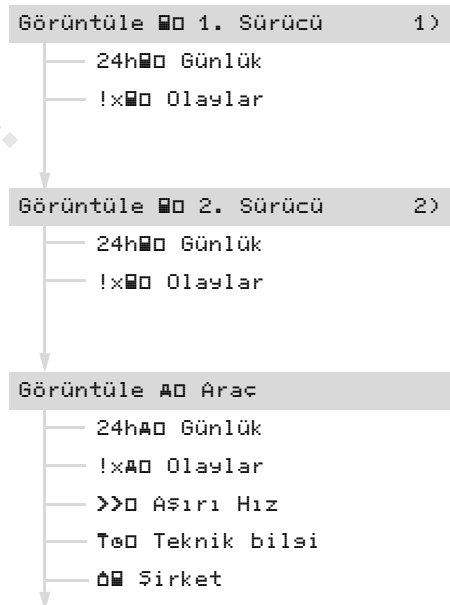 Görüntüle 1. Sürücü 1)
24h Günlük
!x Olaylar
Görüntüle 2. Sürücü 2)
24h Günlük
!x Olaylar
Görüntüle Araç
24h Günlük
!x Olaylar
>> Aşırı Hız
Teknik bilgi
Şirket